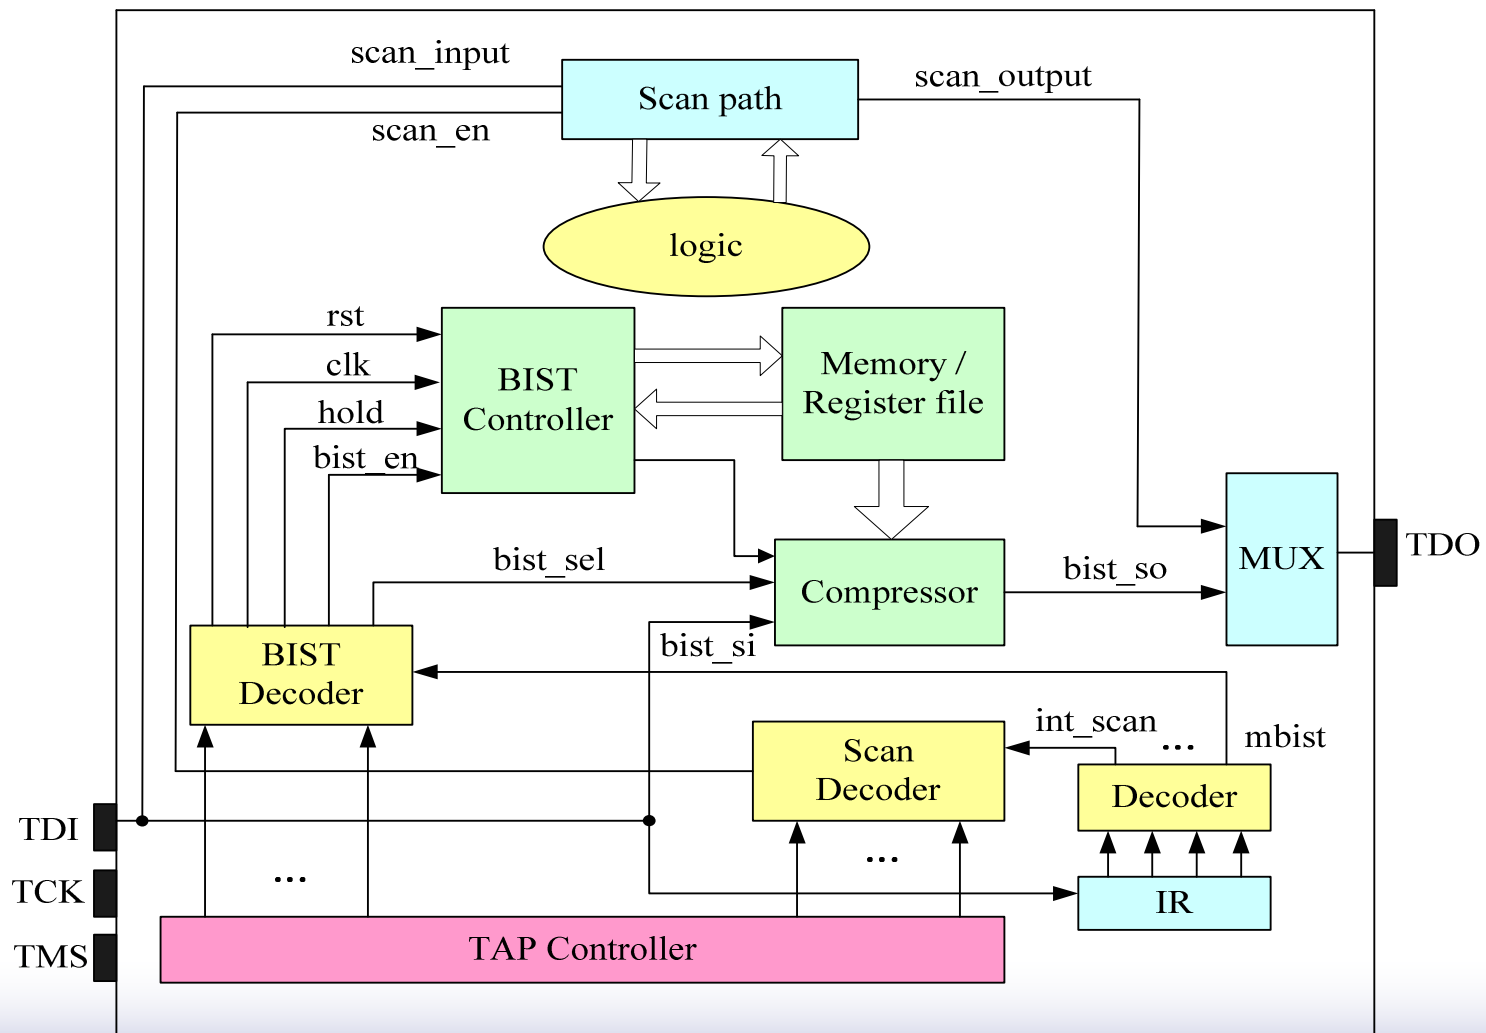 scan_input
Scan path
scan_output
scan_en
logic
rst
clk
hold
bist_en
BIST
Controller
Memory /
Register file
bist_sel
Compressor
bist_so
MUX
TDO
bist_si
BIST
Decoder
int_scan
...
mbist
Scan
Decoder
Decoder
TDI
...
...
TCK
IR
TMS
TAP Controller